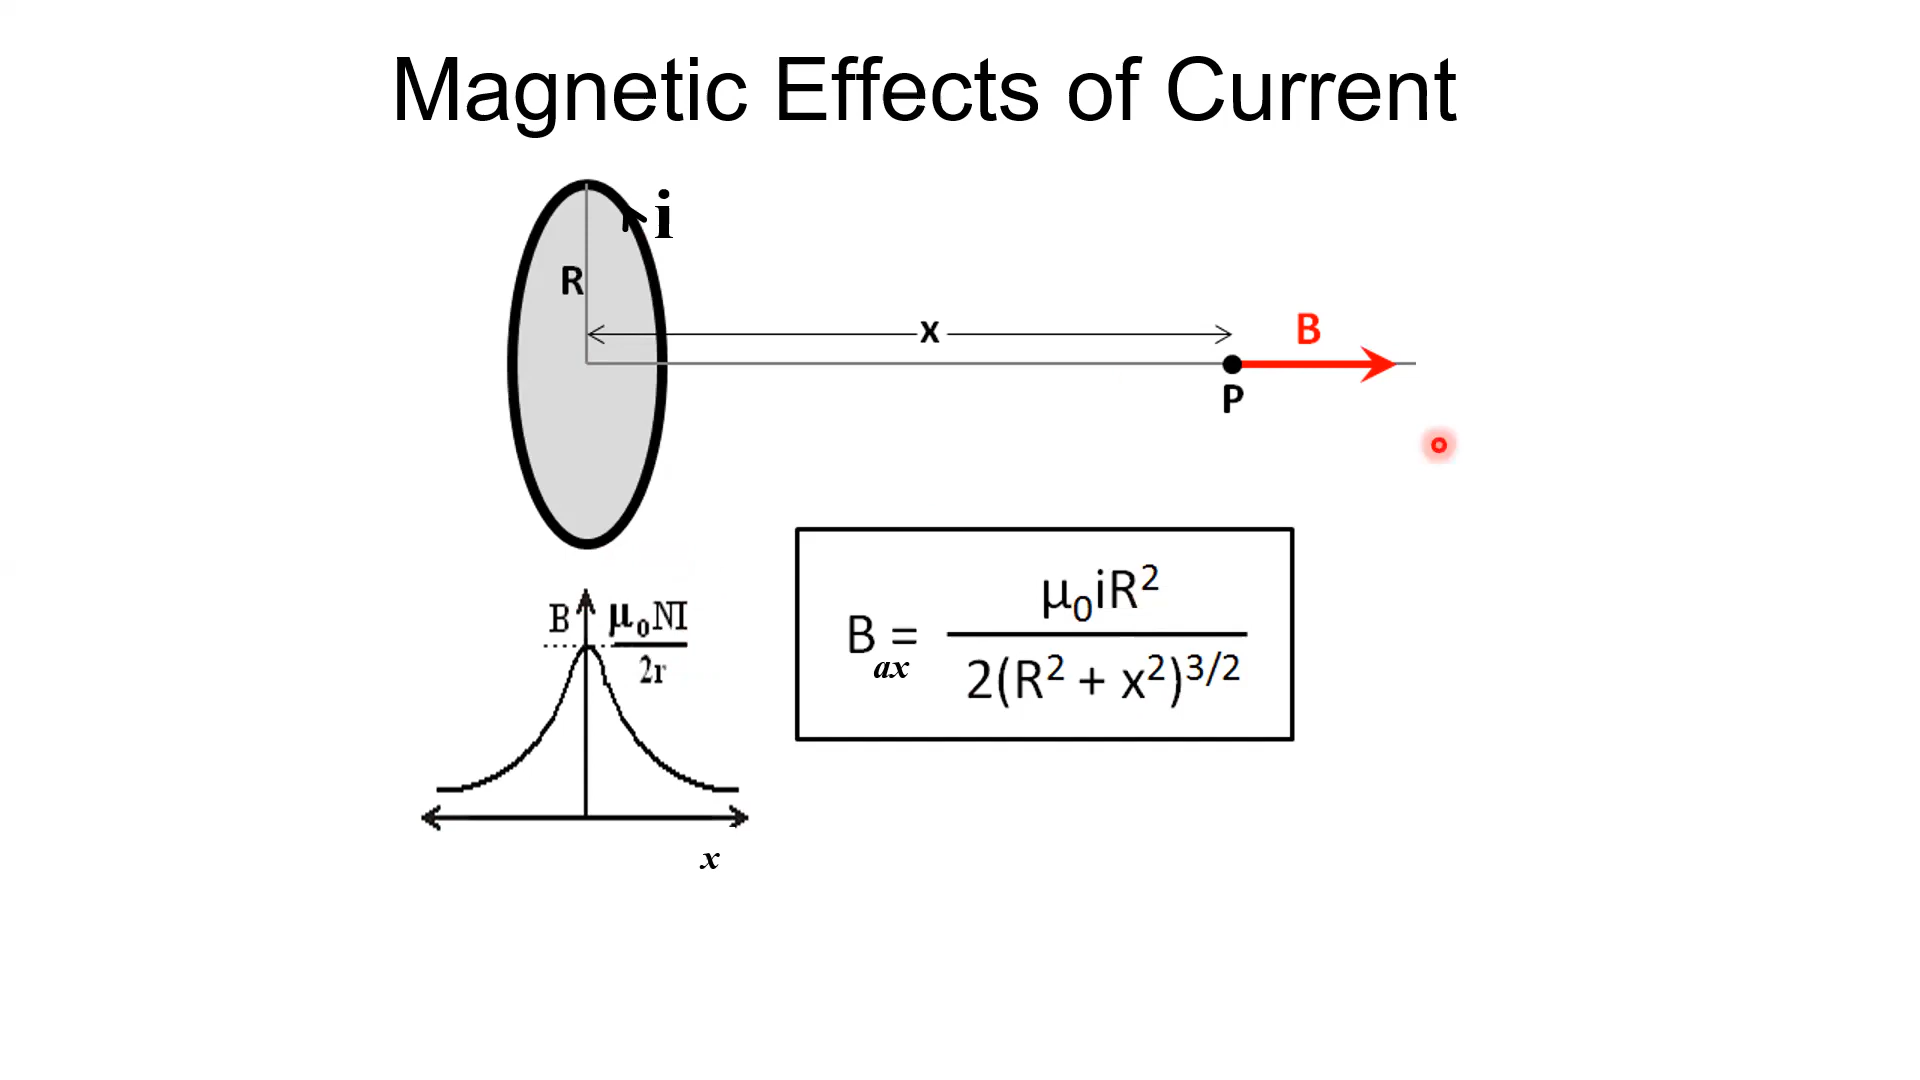 Magnetic Effects of Current
i
R
x
B
P
B
μ₀NI
2r
x
B
ax
=
μ₀iR²
2(R² + x²)³/²